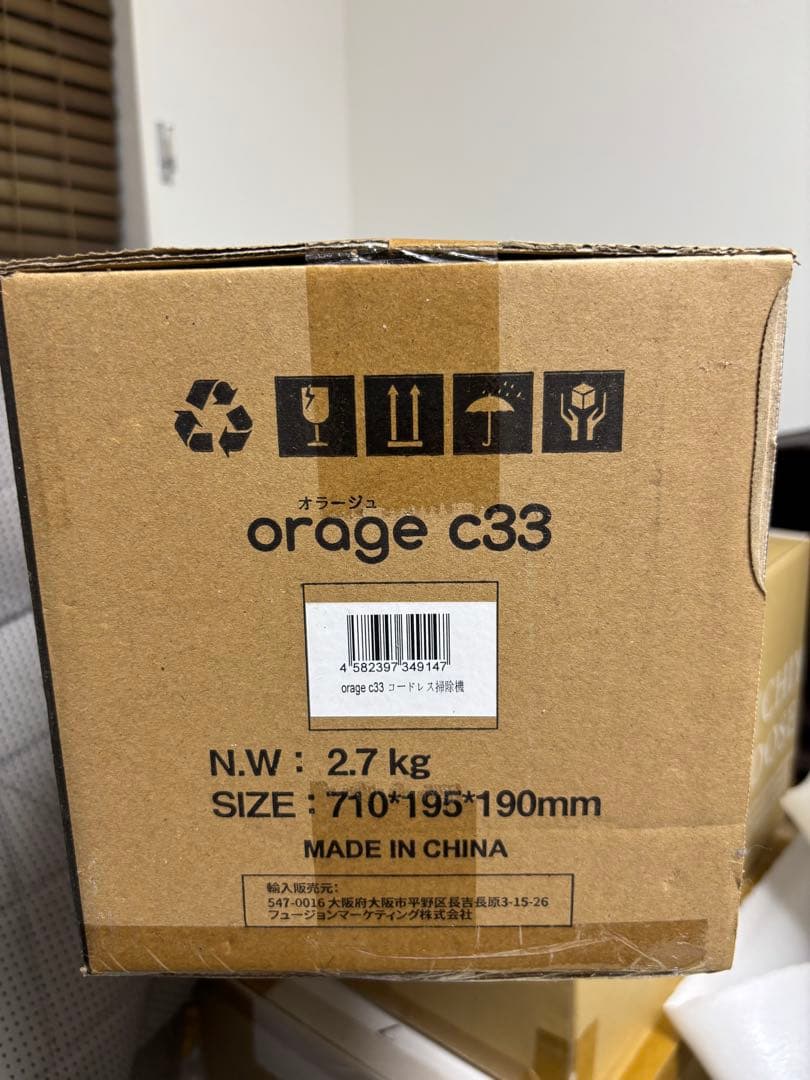 オラージュ
orage c33
4 582397 349147
orage c33 コードレス掃除機
N.W： 2.7 kg
SIZE：710*195*190mm
MADE IN CHINA
輸入販売元：
547-0016 大阪府大阪市平野区長吉長原3-15-26
フュージョンマーケティング株式会社